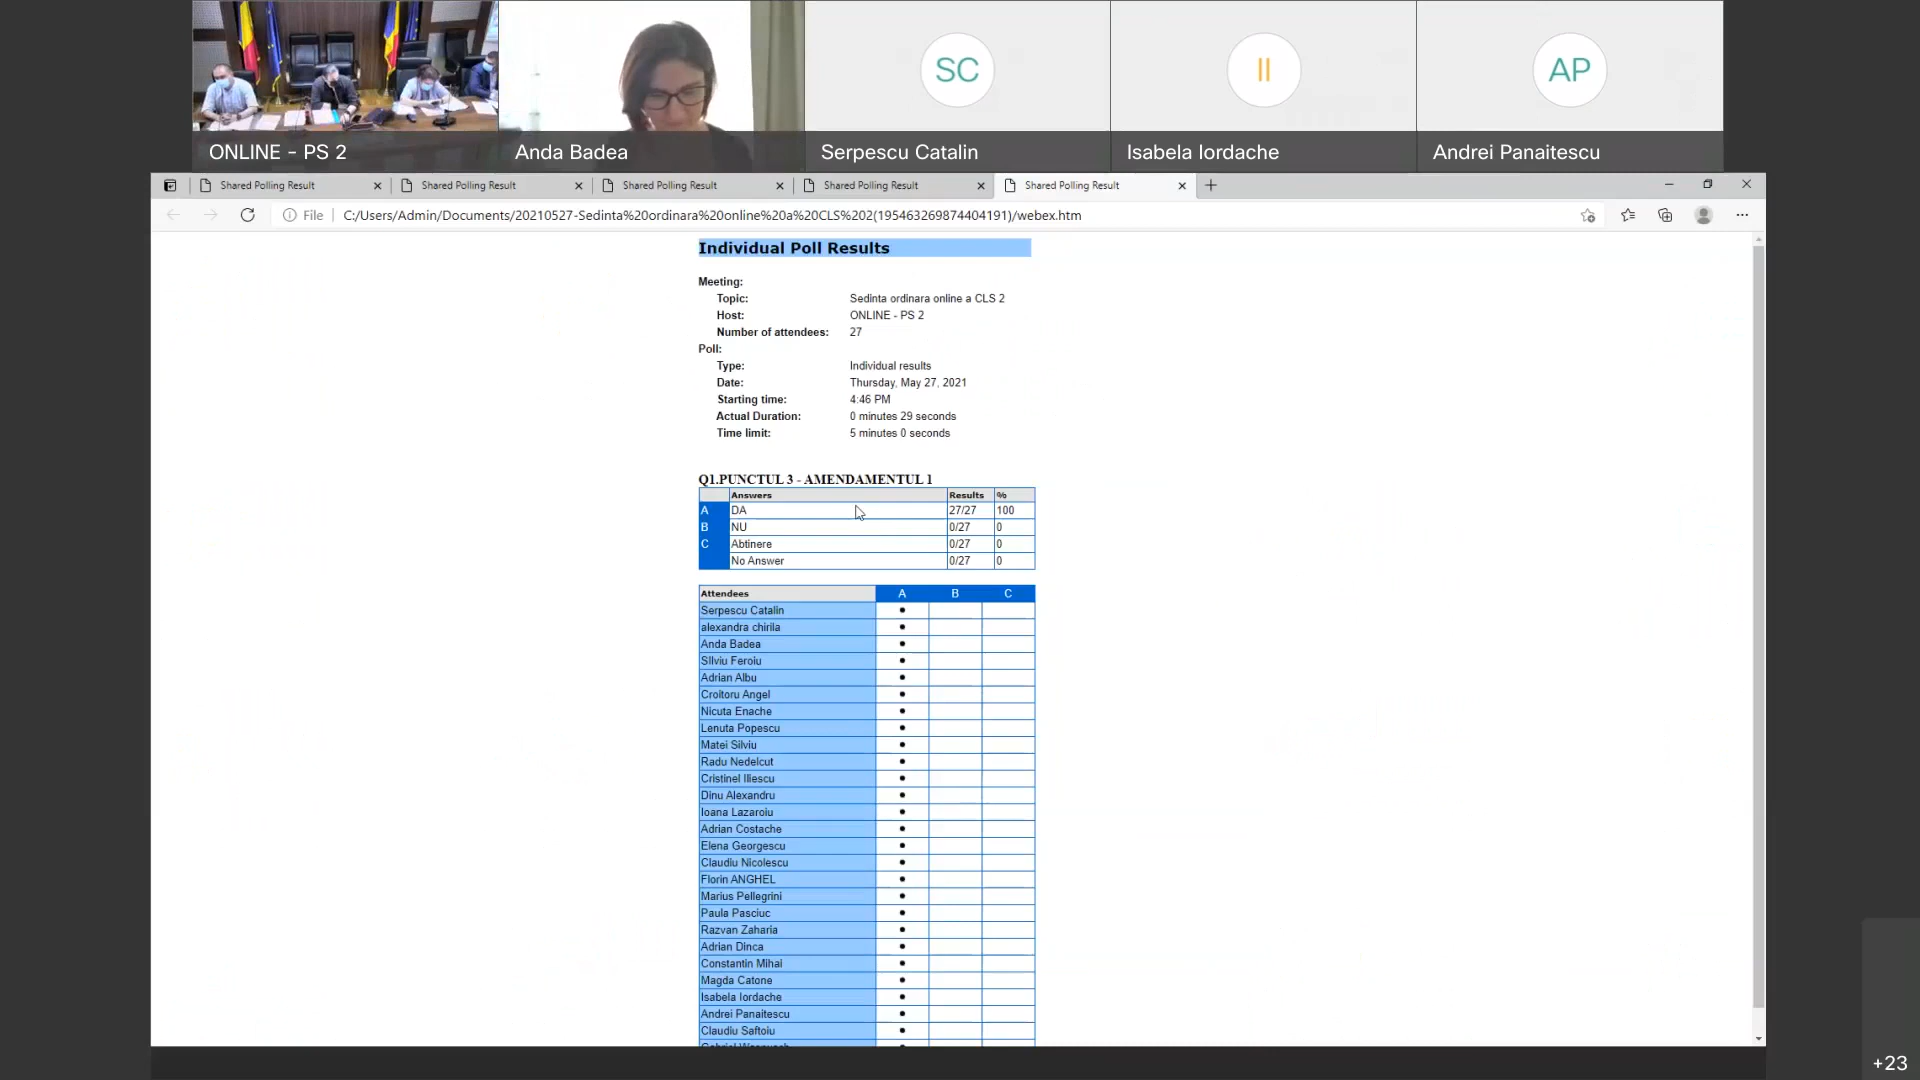 SC
II
AP
ONLINE - PS 2
Anda Badea
Serpescu Catalin
Isabela Iordache
Andrei Panaitescu
Shared Polling Result
Shared Polling Result
Shared Polling Result
Shared Polling Result
Shared Polling Result
File
C:/Users/Admin/Documents/20210527-Sedinta%20ordinara%20online%20a%20CLS%202(195463269874404191)/webex.htm
Individual Poll Results
Meeting:
Topic: Sedinta ordinara online a CLS 2
Host: ONLINE - PS 2
Number of attendees: 27
Poll:
Type: Individual results
Date: Thursday, May 27, 2021
Starting time: 4:46 PM
Actual Duration: 0 minutes 29 seconds
Time limit: 5 minutes 0 seconds
Q1.PUNCTUL 3 - AMENDAMENTUL 1
Answers Results %
A DA 27/27 100
B NU 0/27 0
C Abtinere 0/27 0
No Answer 0/27 0
Attendees A B C
Serpescu Catalin
alexandra chirila
Anda Badea
SIlviu Feroiu
Adrian Albu
Croitoru Angel
Nicuta Enache
Lenuta Popescu
Matei Silviu
Radu Nedelcut
Cristinel Iliescu
Dinu Alexandru
Ioana Lazaroiu
Adrian Costache
Elena Georgescu
Claudiu Nicolescu
Florin ANGHEL
Marius Pellegrini
Paula Pasciuc
Razvan Zaharia
Adrian Dinca
Constantin Mihai
Magda Catone
Isabela Iordache
Andrei Panaitescu
Claudiu Saftoiu
+23